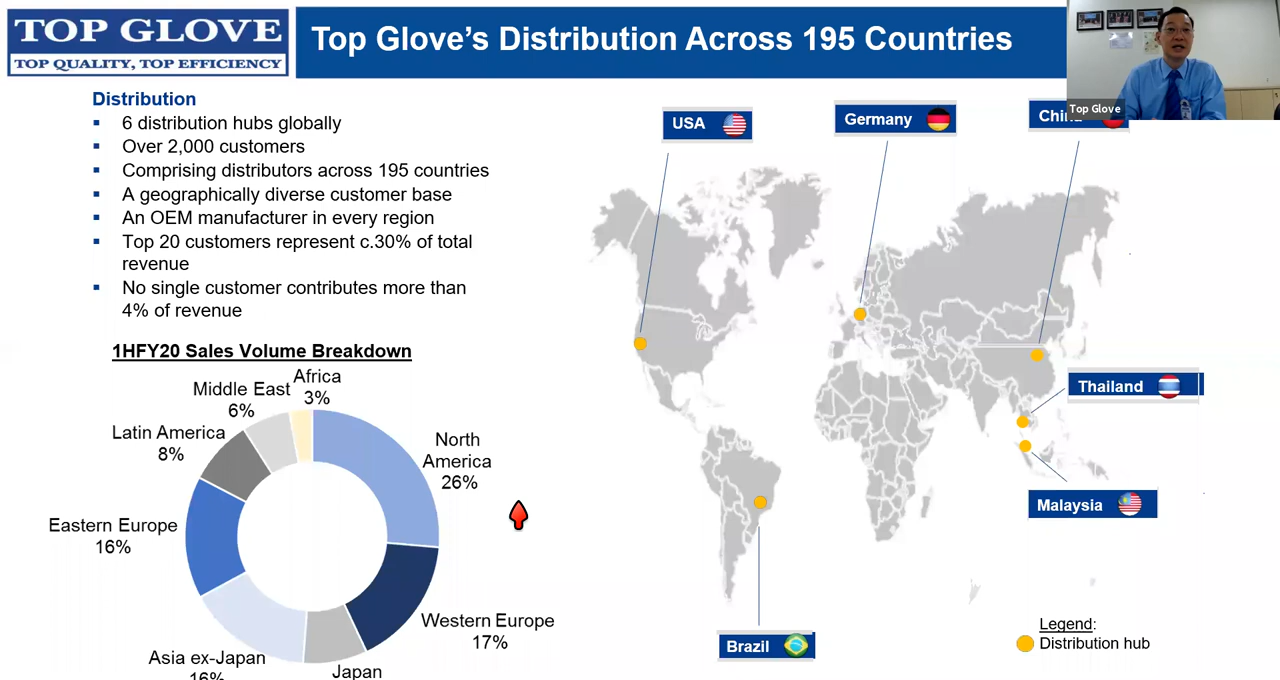 TOP GLOVE
TOP QUALITY, TOP EFFICIENCY
Top Glove's Distribution Across 195 Countries
Top Glove
Distribution
▪ 6 distribution hubs globally
▪ Over 2,000 customers
▪ Comprising distributors across 195 countries
▪ A geographically diverse customer base
▪ An OEM manufacturer in every region
▪ Top 20 customers represent c.30% of total
revenue
▪ No single customer contributes more than
4% of revenue
1HFY20 Sales Volume Breakdown
Africa
3%
Middle East
6%
Latin America
8%
North
America
26%
Eastern Europe
16%
Western Europe
17%
Asia ex-Japan
16%
Japan
USA
Germany
China
Thailand
Malaysia
Brazil
Legend:
Distribution hub